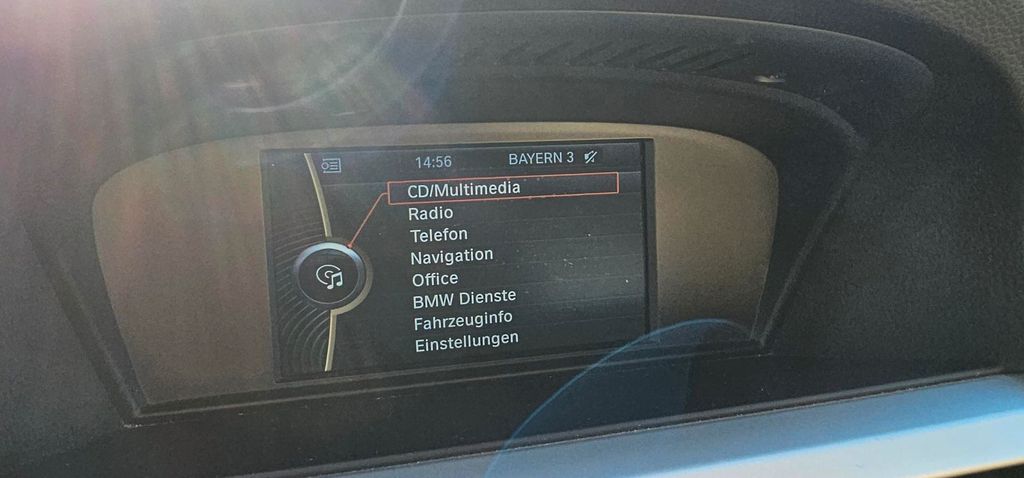 14:56 BAYERN 3
CD/Multimedia
Radio
Telefon
Navigation
Office
BMW Dienste
Fahrzeuginfo
Einstellungen